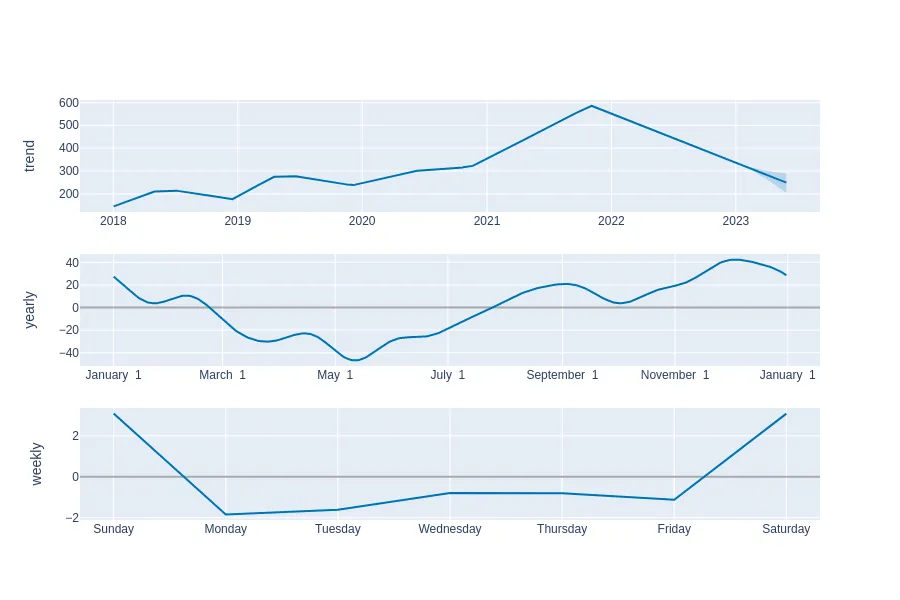 trend
600
500
400
300
200
2018 2019 2020 2021 2022 2023
yearly
40
20
0
−20
−40
January 1 March 1 May 1 July 1 September 1 November 1 January 1
weekly
2
0
−2
Sunday Monday Tuesday Wednesday Thursday Friday Saturday